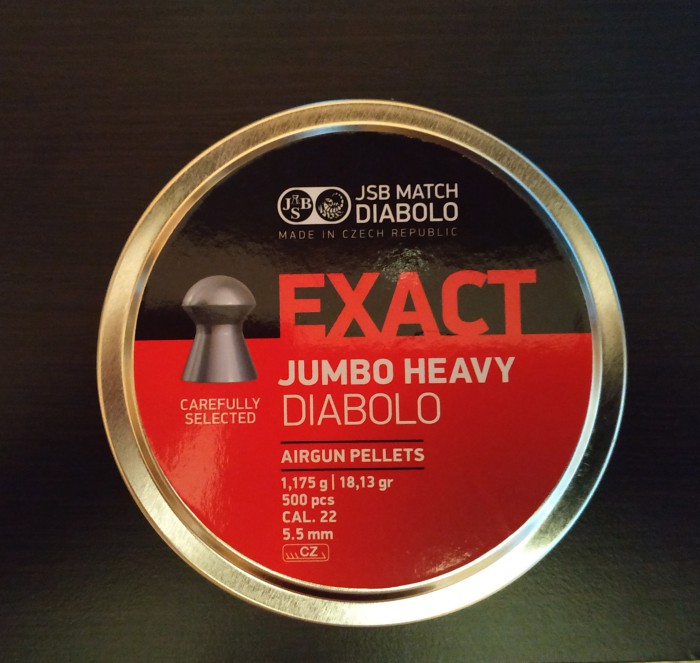 JSB
JSB MATCH
DIABOLO
MADE IN CZECH REPUBLIC
EXACT
JUMBO HEAVY
DIABOLO
CAREFULLY
SELECTED
AIRGUN PELLETS
1,175 g | 18,13 gr
500 pcs
CAL. 22
5.5 mm
CZ